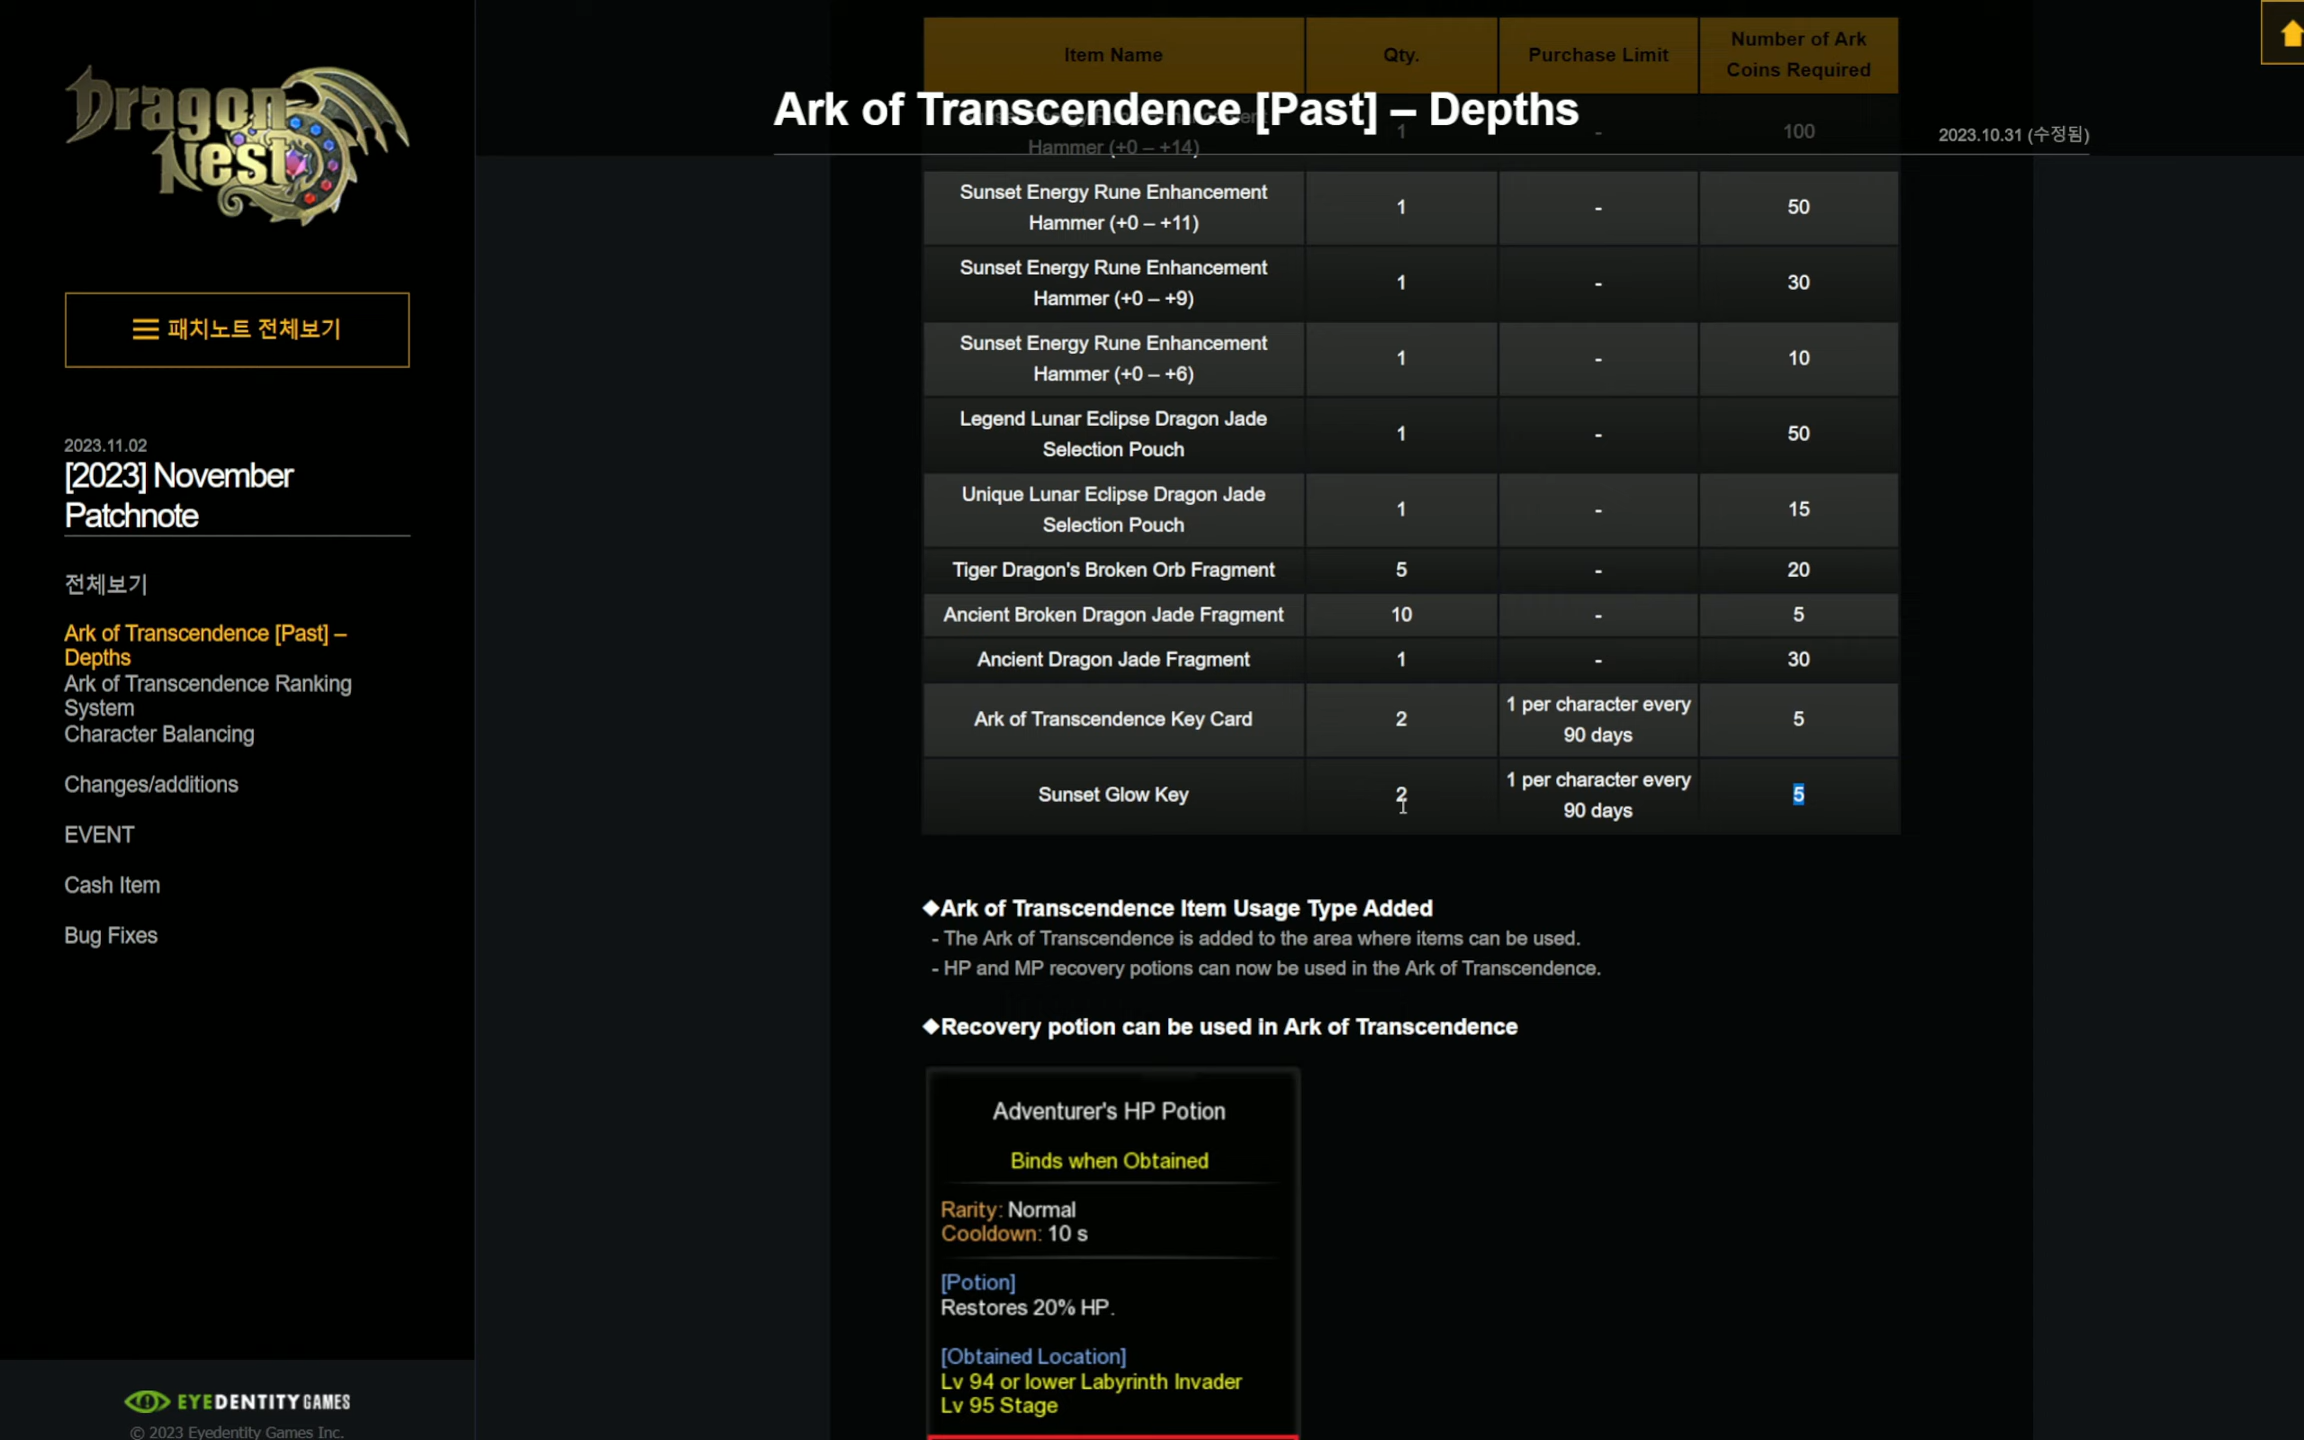 Dragon
Nest
패치노트 전체보기
2023.11.02
[2023] November
Patchnote
전체보기
Ark of Transcendence [Past] –
Depths
Ark of Transcendence Ranking
System
Character Balancing
Changes/additions
EVENT
Cash Item
Bug Fixes
EYEDENTITY GAMES
© 2023 Eyedentity Games Inc.
Item Name Qty. Purchase Limit Number of Ark
Coins Required
Ark of Transcendence [Past] – Depths
2023.10.31 (수정됨)
1 - 100
Hammer (+0 – +14)
Sunset Energy Rune Enhancement
Hammer (+0 – +11) 1 - 50
Sunset Energy Rune Enhancement
Hammer (+0 – +9) 1 - 30
Sunset Energy Rune Enhancement
Hammer (+0 – +6) 1 - 10
Legend Lunar Eclipse Dragon Jade
Selection Pouch 1 - 50
Unique Lunar Eclipse Dragon Jade
Selection Pouch 1 - 15
Tiger Dragon's Broken Orb Fragment 5 - 20
Ancient Broken Dragon Jade Fragment 10 - 5
Ancient Dragon Jade Fragment 1 - 30
Ark of Transcendence Key Card 2 1 per character every
90 days 5
Sunset Glow Key 2 1 per character every
90 days 5
◆Ark of Transcendence Item Usage Type Added
- The Ark of Transcendence is added to the area where items can be used.
- HP and MP recovery potions can now be used in the Ark of Transcendence.
◆Recovery potion can be used in Ark of Transcendence
Adventurer's HP Potion
Binds when Obtained
Rarity: Normal
Cooldown: 10 s
[Potion]
Restores 20% HP.
[Obtained Location]
Lv 94 or lower Labyrinth Invader
Lv 95 Stage